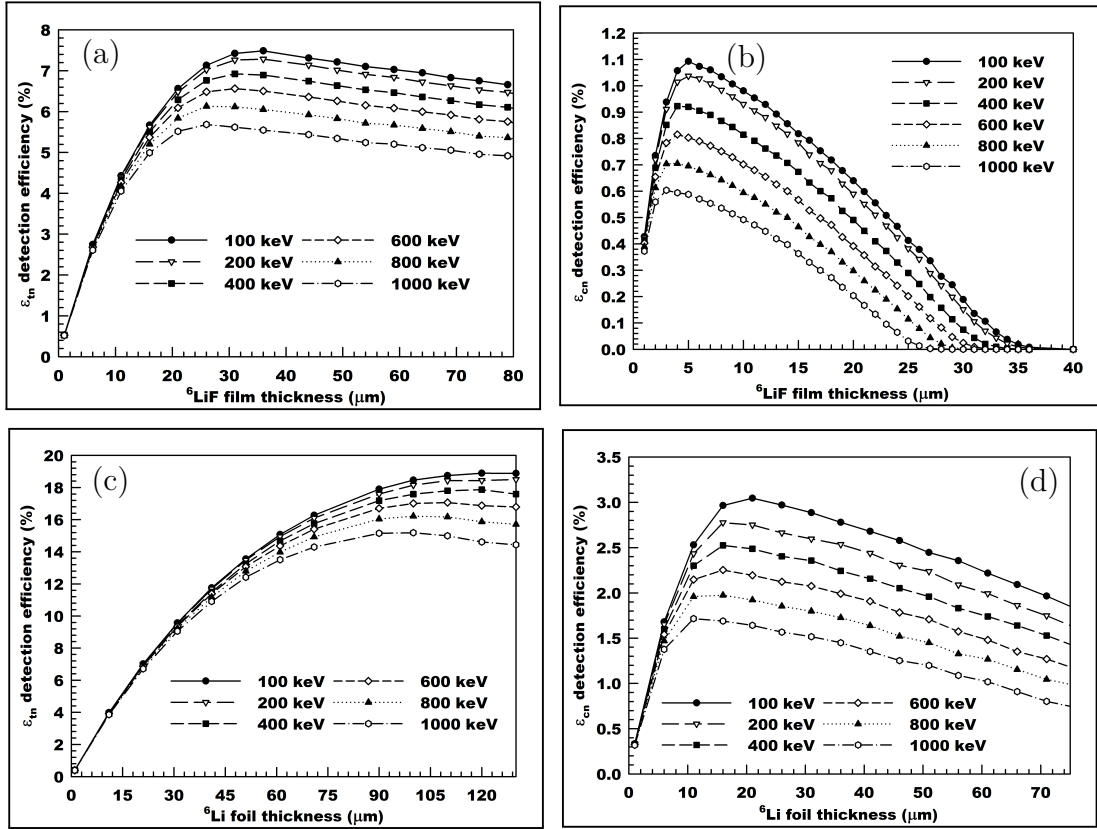 (a)
8
7
6
5
4
3
2
1
0
ε_tn detection efficiency (%)
100 keV
200 keV
400 keV
600 keV
800 keV
1000 keV
0 10 20 30 40 50 60 70 80
⁶LiF film thickness (μm)
(b)
1.2
1.1
1.0
0.9
0.8
0.7
0.6
0.5
0.4
0.3
0.2
0.1
0.0
ε_cn detection efficiency (%)
100 keV
200 keV
400 keV
600 keV
800 keV
1000 keV
0 5 10 15 20 25 30 35 40
⁶LiF film thickness (μm)
(c)
20
18
16
14
12
10
8
6
4
2
0
ε_tn detection efficiency (%)
100 keV
200 keV
400 keV
600 keV
800 keV
1000 keV
0 15 30 45 60 75 90 105 120
⁶Li foil thickness (μm)
(d)
3.5
3.0
2.5
2.0
1.5
1.0
0.5
0.0
ε_cn detection efficiency (%)
100 keV
200 keV
400 keV
600 keV
800 keV
1000 keV
0 10 20 30 40 50 60 70
⁶Li foil thickness (μm)